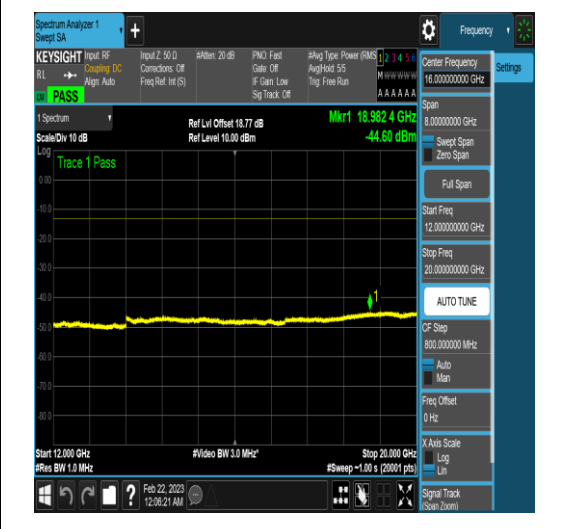 Spectrum Analyzer 1
Swept SA
+
Frequency
KEYSIGHT
RL
PASS
Input: RF
Coupling: DC
Align: Auto
Input Z: 50 Ω
Corrections: Off
Freq Ref: Int (S)
#Atten: 20 dB
PNO: Fast
Gate: Off
IF Gain: Low
Sig Track: Off
#Avg Type: Power (RMS
Avg|Hold: 5/5
Trig: Free Run
1 2 3 4 5 6
M W W W W W
A A A A A A
1 Spectrum
Scale/Div 10 dB
Ref Lvl Offset 18.77 dB
Ref Level 10.00 dBm
Mkr1 18.982 4 GHz
-44.60 dBm
Log
Trace 1 Pass
0.00
-10.0
-20.0
-30.0
-40.0
-50.0
-60.0
-70.0
-80.0
1
Start 12.000 GHz
#Res BW 1.0 MHz
#Video BW 3.0 MHz*
Stop 20.000 GHz
#Sweep ~1.00 s (20001 pts)
Feb 22, 2023
12:06:21 AM
?
Center Frequency
16.000000000 GHz
Settings
Span
8.00000000 GHz
Swept Span
Zero Span
Full Span
Start Freq
12.000000000 GHz
Stop Freq
20.000000000 GHz
AUTO TUNE
CF Step
800.000000 MHz
Auto
Man
Freq Offset
0 Hz
X Axis Scale
Log
Lin
Signal Track
(Span Zoom)